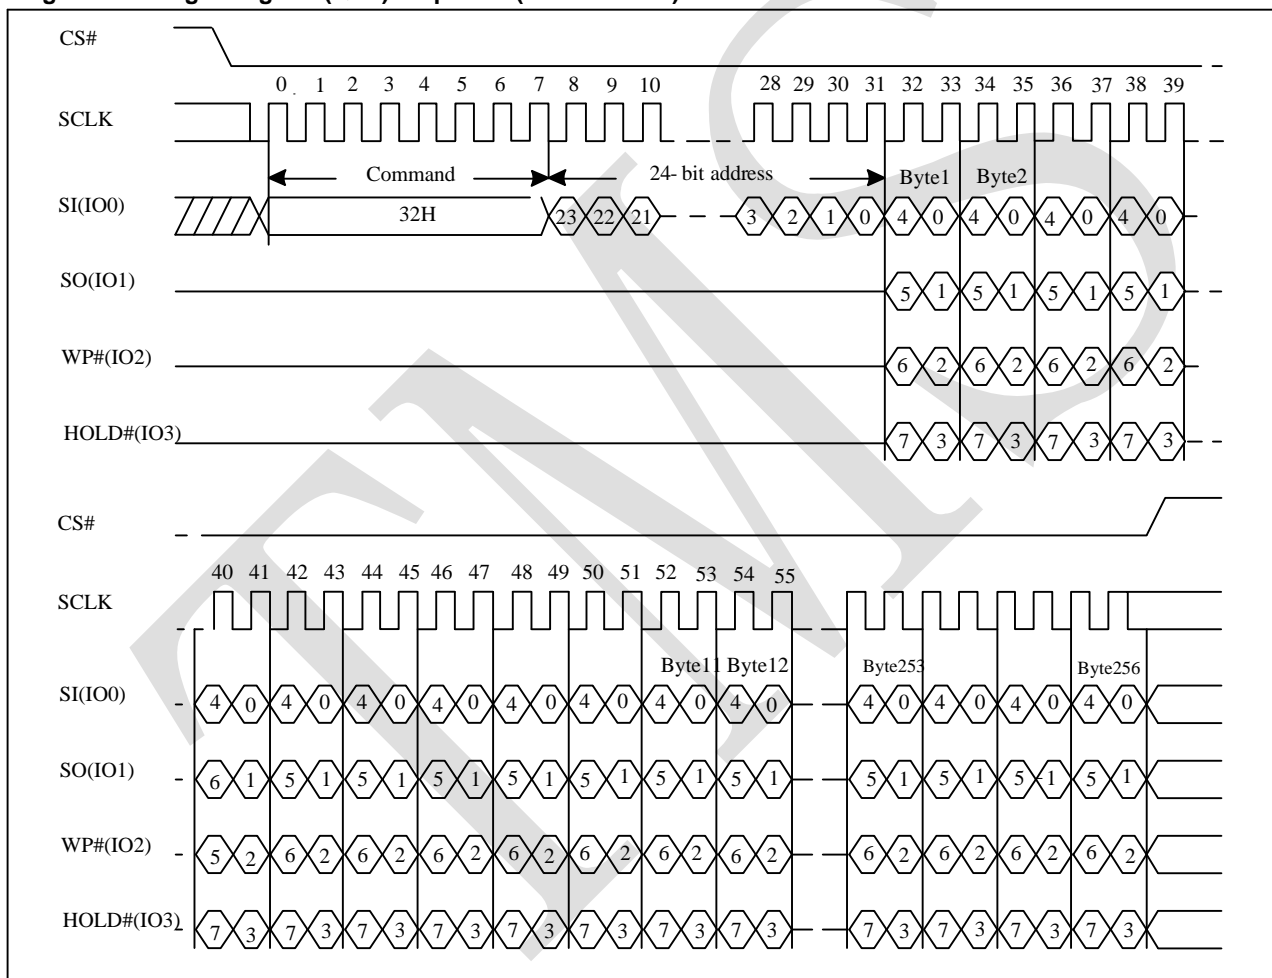 CS#
0 1 2 3 4 5 6 7 8 9 10 28 29 30 31 32 33 34 35 36 37 38 39
SCLK
Command 24- bit address Byte1 Byte2
SI(IO0) 32H 23 22 21 3 2 1 0 4 0 4 0 4 0 4 0
SO(IO1) 5 1 5 1 5 1 5 1
WP#(IO2) 6 2 6 2 6 2 6 2
HOLD#(IO3) 7 3 7 3 7 3 7 3
CS#
40 41 42 43 44 45 46 47 48 49 50 51 52 53 54 55
SCLK
Byte11 Byte12 Byte253 Byte256
SI(IO0) 4 0 4 0 4 0 4 0 4 0 4 0 4 0 4 0 4 0 4 0 4 0 4 0
SO(IO1) 6 1 5 1 5 1 5 1 5 1 5 1 5 1 5 1 5 1 5 1 5 1 5 1
WP#(IO2) 5 2 6 2 6 2 6 2 6 2 6 2 6 2 6 2 6 2 6 2 6 2 6 2
HOLD#(IO3) 7 3 7 3 7 3 7 3 7 3 7 3 7 3 7 3 7 3 7 3 7 3 7 3
TMS